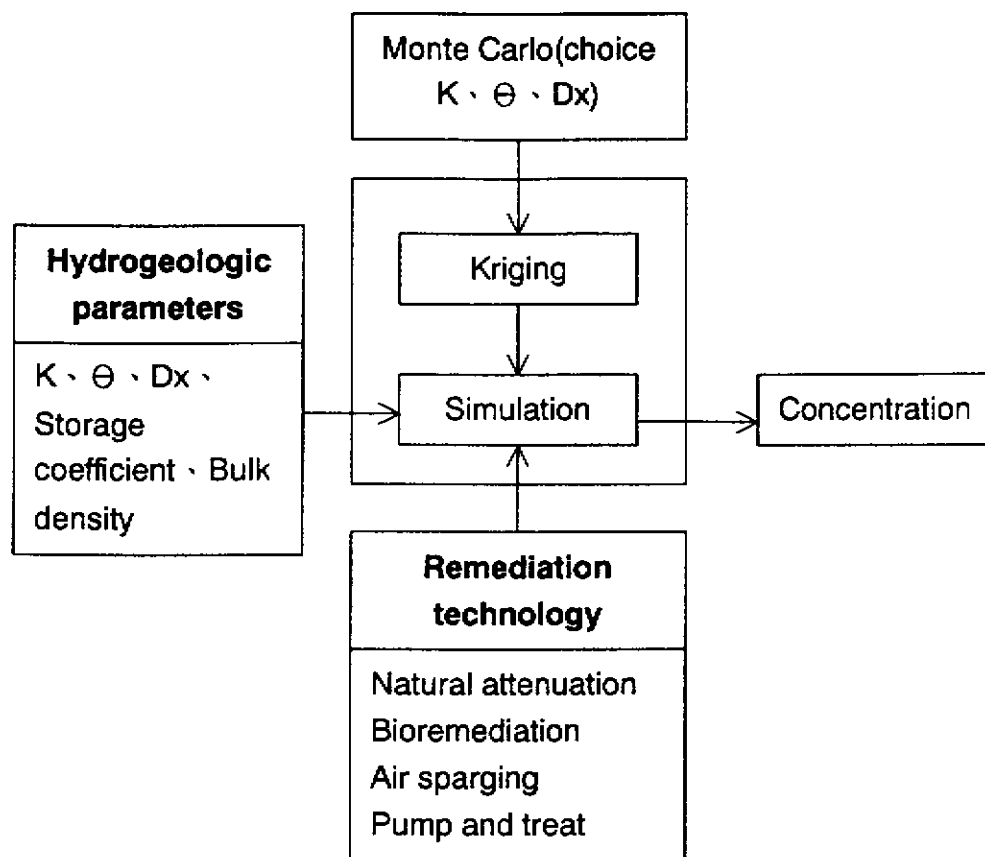 Monte Carlo(choice
K、Θ、Dx)
Kriging
Hydrogeologic
parameters
K、Θ、Dx、
Storage
coefficient、Bulk
density
Simulation
Concentration
Remediation
technology
Natural attenuation
Bioremediation
Air sparging
Pump and treat